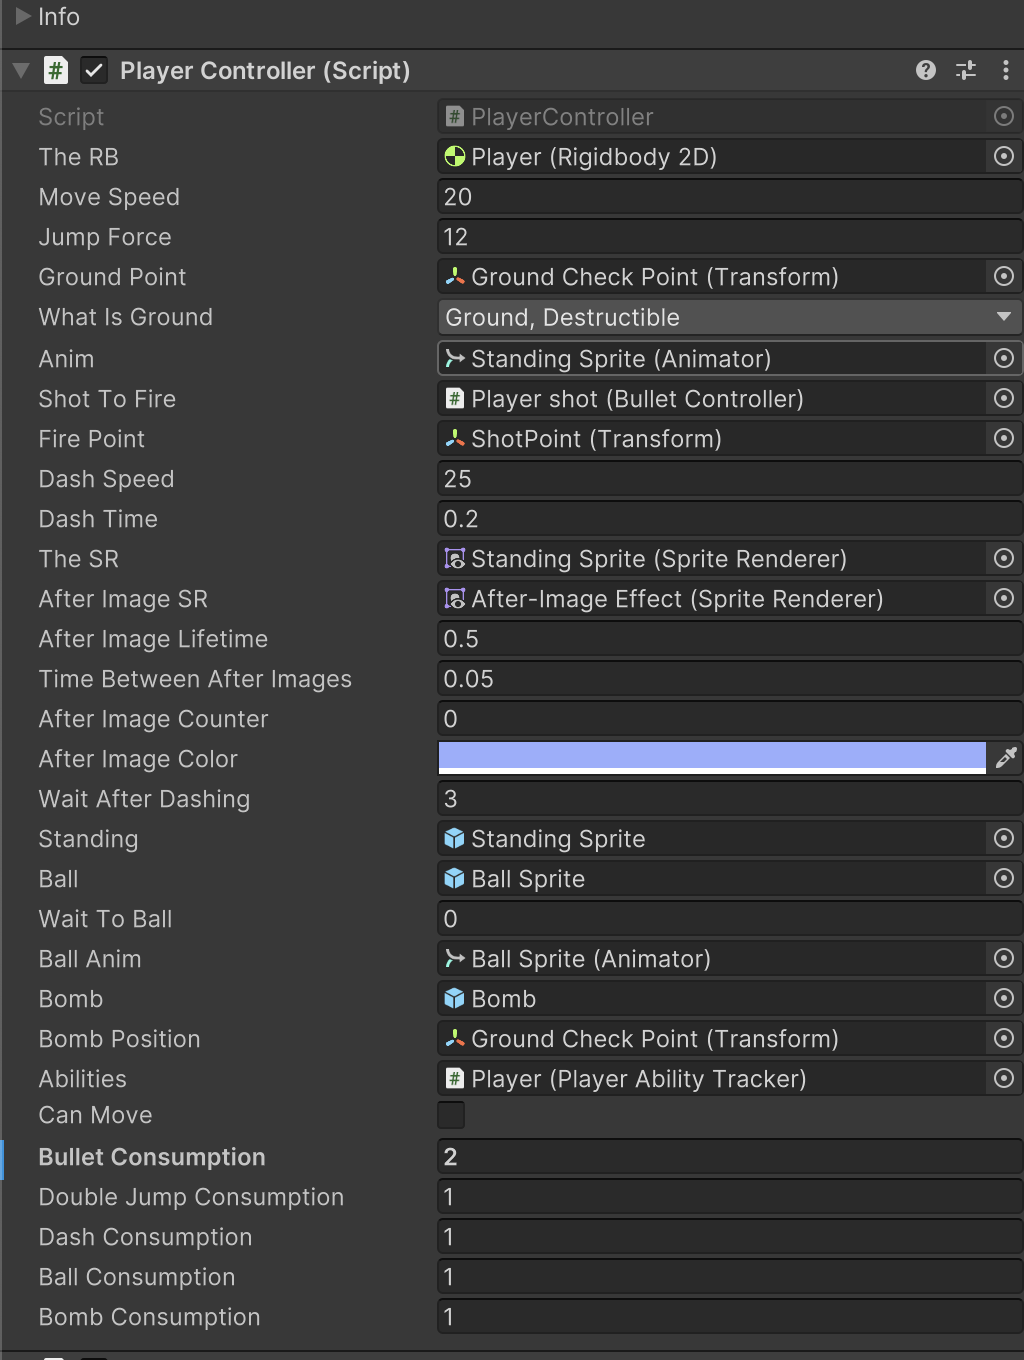 Info
Player Controller (Script)
Script PlayerController
The RB Player (Rigidbody 2D)
Move Speed 20
Jump Force 12
Ground Point Ground Check Point (Transform)
What Is Ground Ground, Destructible
Anim Standing Sprite (Animator)
Shot To Fire Player shot (Bullet Controller)
Fire Point ShotPoint (Transform)
Dash Speed 25
Dash Time 0.2
The SR Standing Sprite (Sprite Renderer)
After Image SR After-Image Effect (Sprite Renderer)
After Image Lifetime 0.5
Time Between After Images 0.05
After Image Counter 0
After Image Color
Wait After Dashing 3
Standing Standing Sprite
Ball Ball Sprite
Wait To Ball 0
Ball Anim Ball Sprite (Animator)
Bomb Bomb
Bomb Position Ground Check Point (Transform)
Abilities Player (Player Ability Tracker)
Can Move
Bullet Consumption 2
Double Jump Consumption 1
Dash Consumption 1
Ball Consumption 1
Bomb Consumption 1